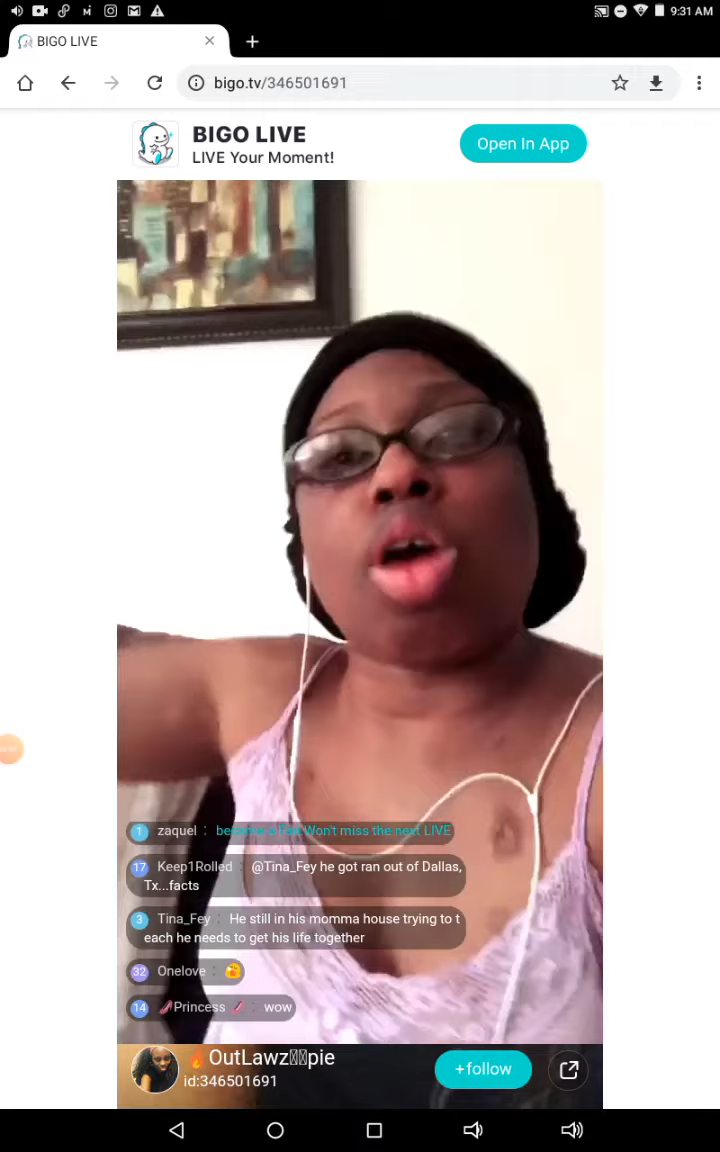 9:31 AM
BIGO LIVE
bigo.tv/346501691
BIGO LIVE
LIVE Your Moment!
Open In App
1 zaquel : become a Fan Won't miss the next LIVE
17 Keep1Rolled : @Tina_Fey he got ran out of Dallas,
Tx...facts
3 Tina_Fey : He still in his momma house trying to t
each he needs to get his life together
32 Onelove : 
14 Princess : wow
OutLawz pie
id:346501691
+follow